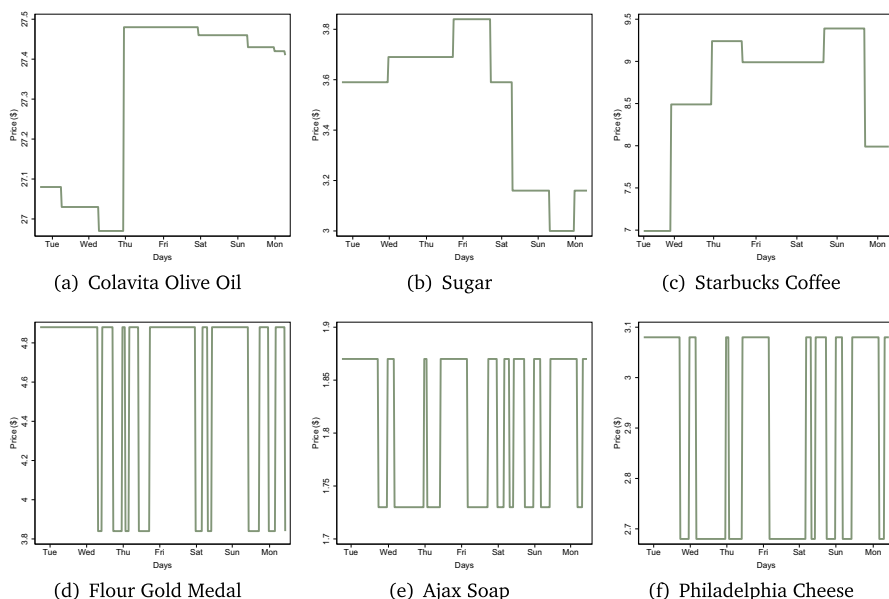 27.5
27.4
27.3
27.2
27.1
27
Price ($)
Tue Wed Thu Fri Sat Sun Mon
Days
(a) Colavita Olive Oil
3.8
3.6
3.4
3.2
3
Price ($)
Tue Wed Thu Fri Sat Sun Mon
Days
(b) Sugar
9.5
9
8.5
8
7.5
7
Price ($)
Tue Wed Thu Fri Sat Sun Mon
Days
(c) Starbucks Coffee
4.8
4.6
4.4
4.2
4
3.8
Price ($)
Tue Wed Thu Fri Sat Sun Mon
Days
(d) Flour Gold Medal
1.9
1.85
1.8
1.75
1.7
Price ($)
Tue Wed Thu Fri Sat Sun Mon
Days
(e) Ajax Soap
3.1
3
2.9
2.8
2.7
Price ($)
Tue Wed Thu Fri Sat Sun Mon
Days
(f) Philadelphia Cheese